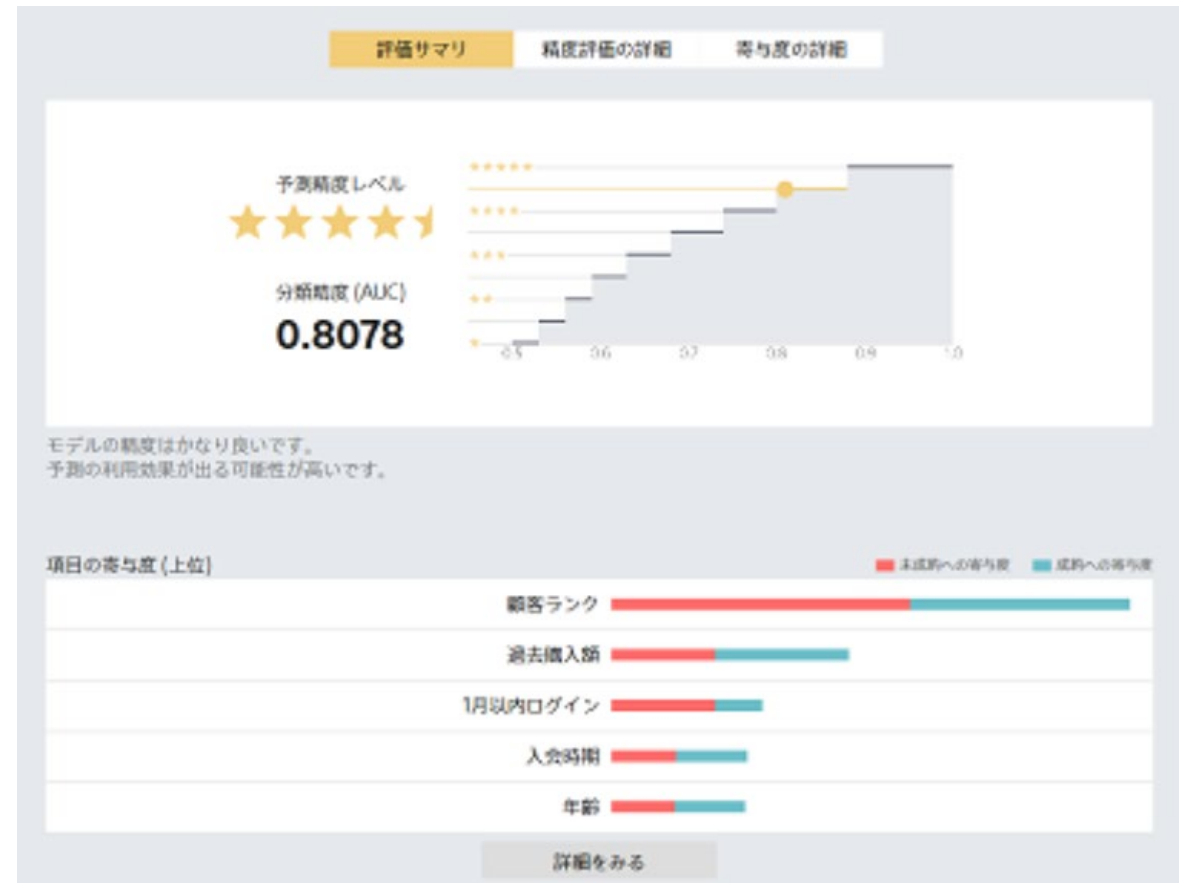 評価サマリ 精度評価の詳細 寄与度の詳細
予測精度レベル
分類精度 (AUC)
0.8078
0.5 0.6 0.7 0.8 0.9 1.0
モデルの精度はかなり良いです。
予測の利用効果が出る可能性が高いです。
項目の寄与度 (上位)
未成約への寄与度 成約への寄与度
顧客ランク
過去購入額
1月以内ログイン
入会時期
年齢
詳細をみる